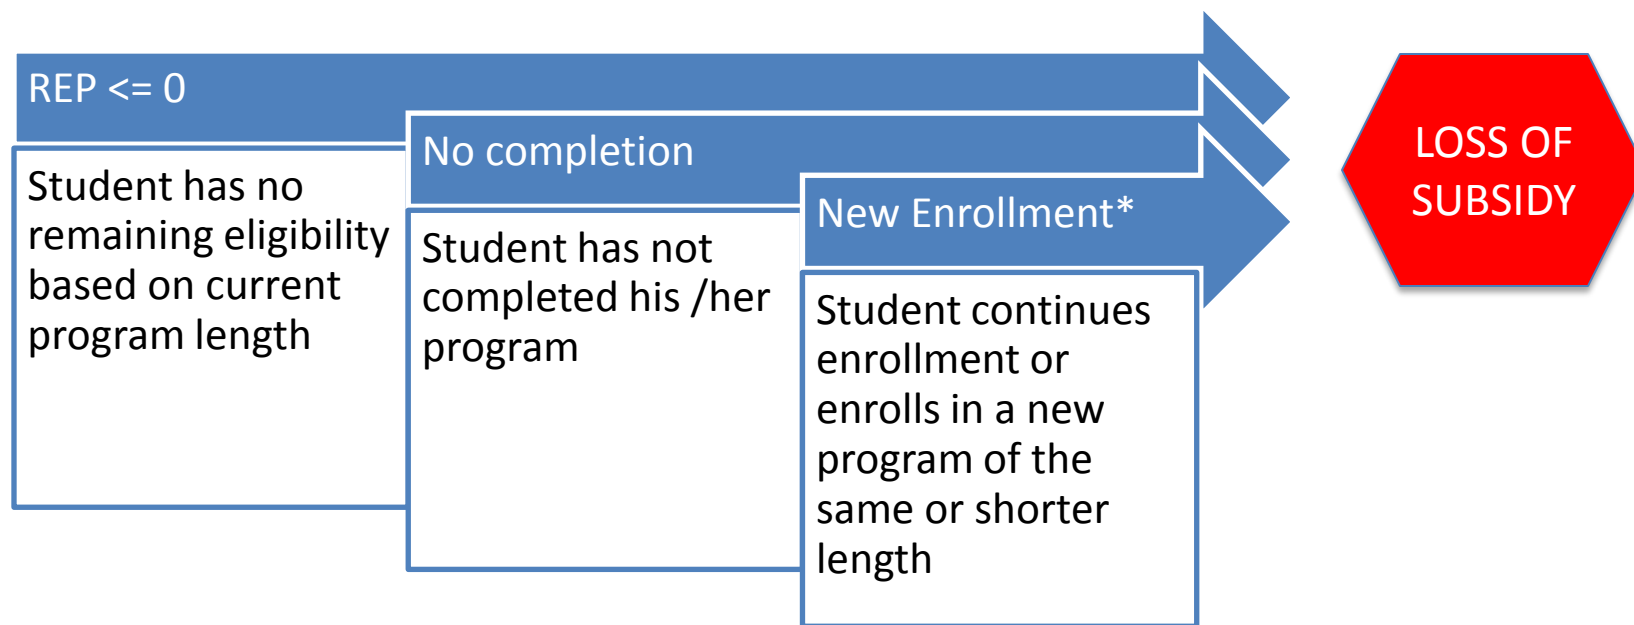 REP <= 0
Student has no
remaining eligibility
based on current
program length
No completion
Student has not
completed his /her
program
New Enrollment*
Student continues
enrollment or
enrolls in a new
program of the
same or shorter
length
LOSS OF
SUBSIDY